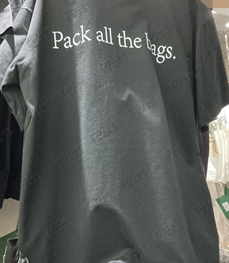 Pack all the bags.